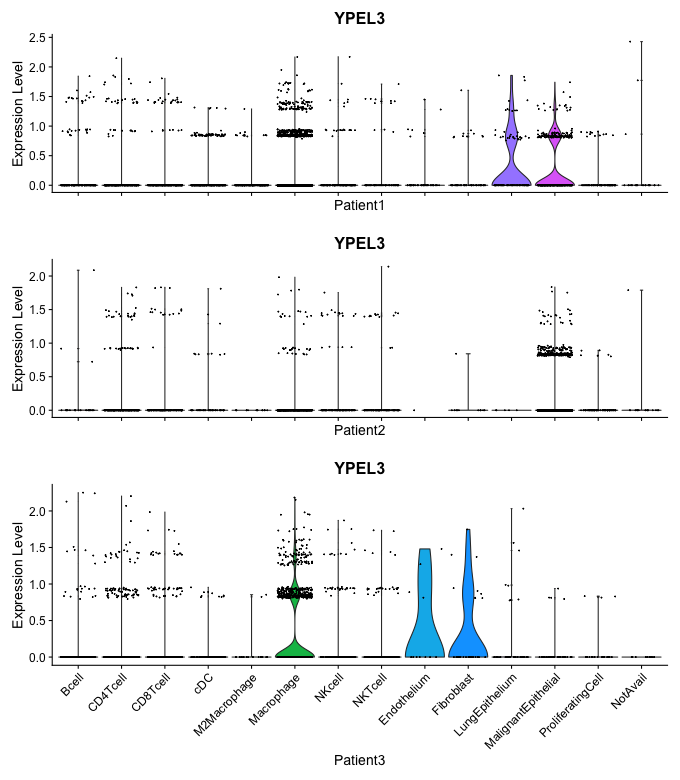 YPEL3
Expression Level
2.5
2.0
1.5
1.0
0.5
0.0
Patient1
YPEL3
Expression Level
2.0
1.5
1.0
0.5
0.0
Patient2
YPEL3
Expression Level
2.0
1.5
1.0
0.5
0.0
Bcell
CD4Tcell
CD8Tcell
cDC
M2Macrophage
Macrophage
NKcell
NKTcell
Endothelium
Fibroblast
LungEpithelium
MalignantEpithelial
ProliferatingCell
NotAvail
Patient3